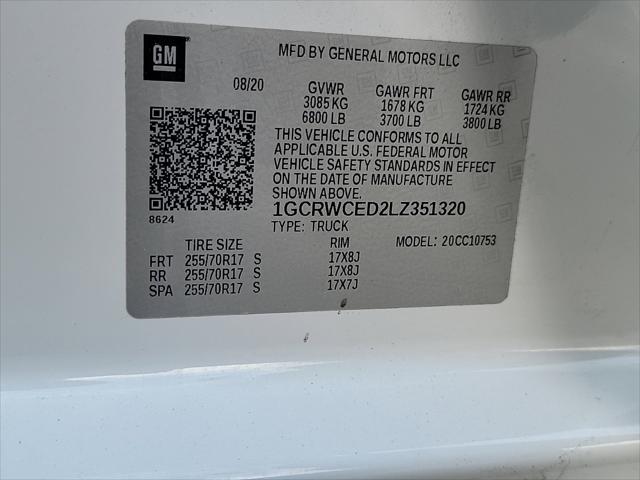 GM
MFD BY GENERAL MOTORS LLC
08/20 GVWR GAWR FRT GAWR RR
3085 KG 1678 KG 1724 KG
6800 LB 3700 LB 3800 LB
THIS VEHICLE CONFORMS TO ALL
APPLICABLE U.S. FEDERAL MOTOR
VEHICLE SAFETY STANDARDS IN EFFECT
ON THE DATE OF MANUFACTURE
SHOWN ABOVE.
8624 1GCRWCED2LZ351320
TYPE: TRUCK
TIRE SIZE RIM MODEL: 20CC10753
FRT 255/70R17 S 17X8J
RR 255/70R17 S 17X8J
SPA 255/70R17 S 17X7J